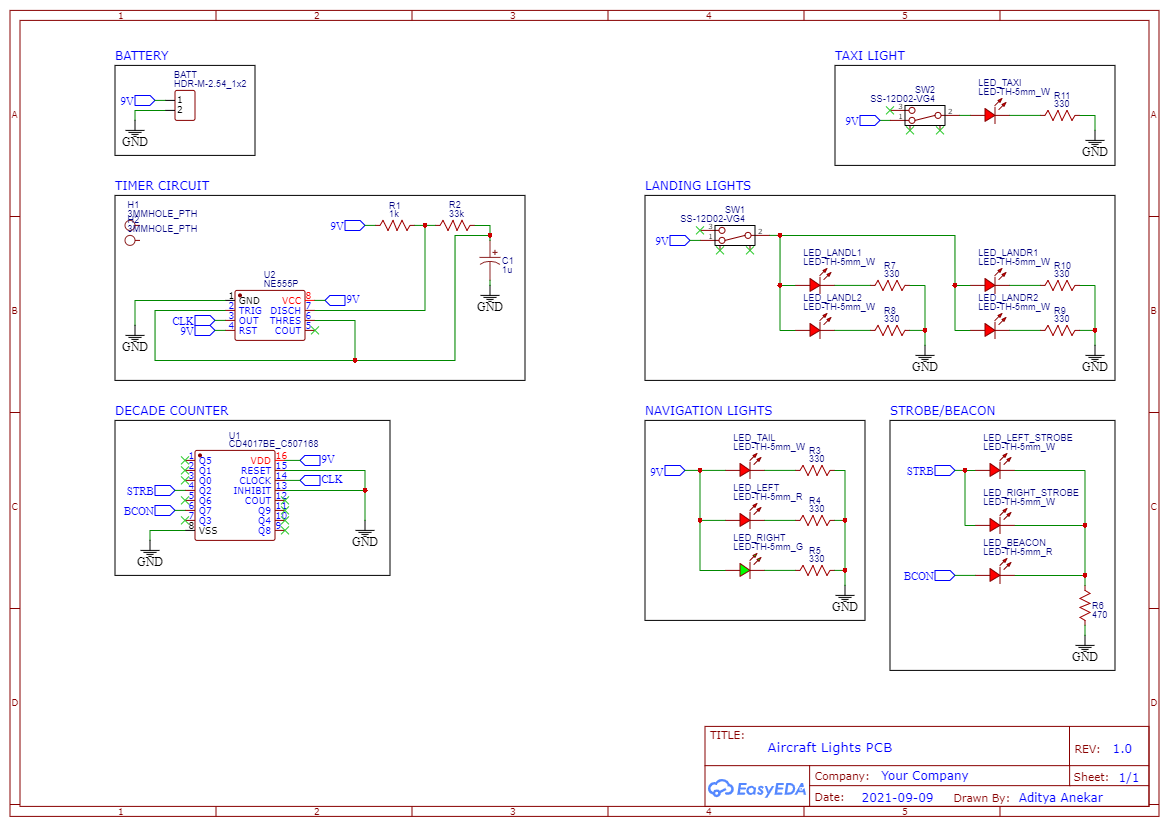 1 2 3 4 5
A
B
C
D
A
B
C
D
BATTERY
BATT
HDR-M-2.54_1x2
9V
1
2
GND
TAXI LIGHT
SW2
SS-12D02-VG4
9V
3
1
2
LED_TAXI
LED-TH-5mm_W
R11
330
GND
TIMER CIRCUIT
H1
3MMHOLE_PTH
3MMHOLE_PTH
9V
R1
1k
R2
33k
C1
1u
GND
U2
NE555P
1 GND
2 TRIG
3 OUT
4 RST
VCC 8
DISCH 7
THRES 6
COUT 5
9V
CLK
9V
GND
LANDING LIGHTS
SW1
SS-12D02-VG4
9V
3
1
2
LED_LANDL1
LED-TH-5mm_W
R7
330
LED_LANDL2
LED-TH-5mm_W
R8
330
GND
LED_LANDR1
LED-TH-5mm_W
R10
330
LED_LANDR2
LED-TH-5mm_W
R9
330
GND
DECADE COUNTER
U1
CD4017BE_C507168
1 Q5
2 Q1
3 Q0
4 Q2
5 Q6
6 Q7
7 Q3
8 VSS
VDD 16
RESET 15
CLOCK 14
INHIBIT 13
COUT 12
Q9 11
Q4 10
Q8 9
STRB
BCON
9V
CLK
GND
GND
NAVIGATION LIGHTS
9V
LED_TAIL
LED-TH-5mm_W
R3
330
LED_LEFT
LED-TH-5mm_R
R4
330
LED_RIGHT
LED-TH-5mm_G
R5
330
GND
STROBE/BEACON
STRB
LED_LEFT_STROBE
LED-TH-5mm_W
LED_RIGHT_STROBE
LED-TH-5mm_W
LED_BEACON
LED-TH-5mm_R
BCON
R6
470
GND
TITLE:
Aircraft Lights PCB
REV: 1.0
EasyEDA
Company: Your Company
Sheet: 1/1
Date: 2021-09-09 Drawn By: Aditya Anekar
1 2 3 4 5